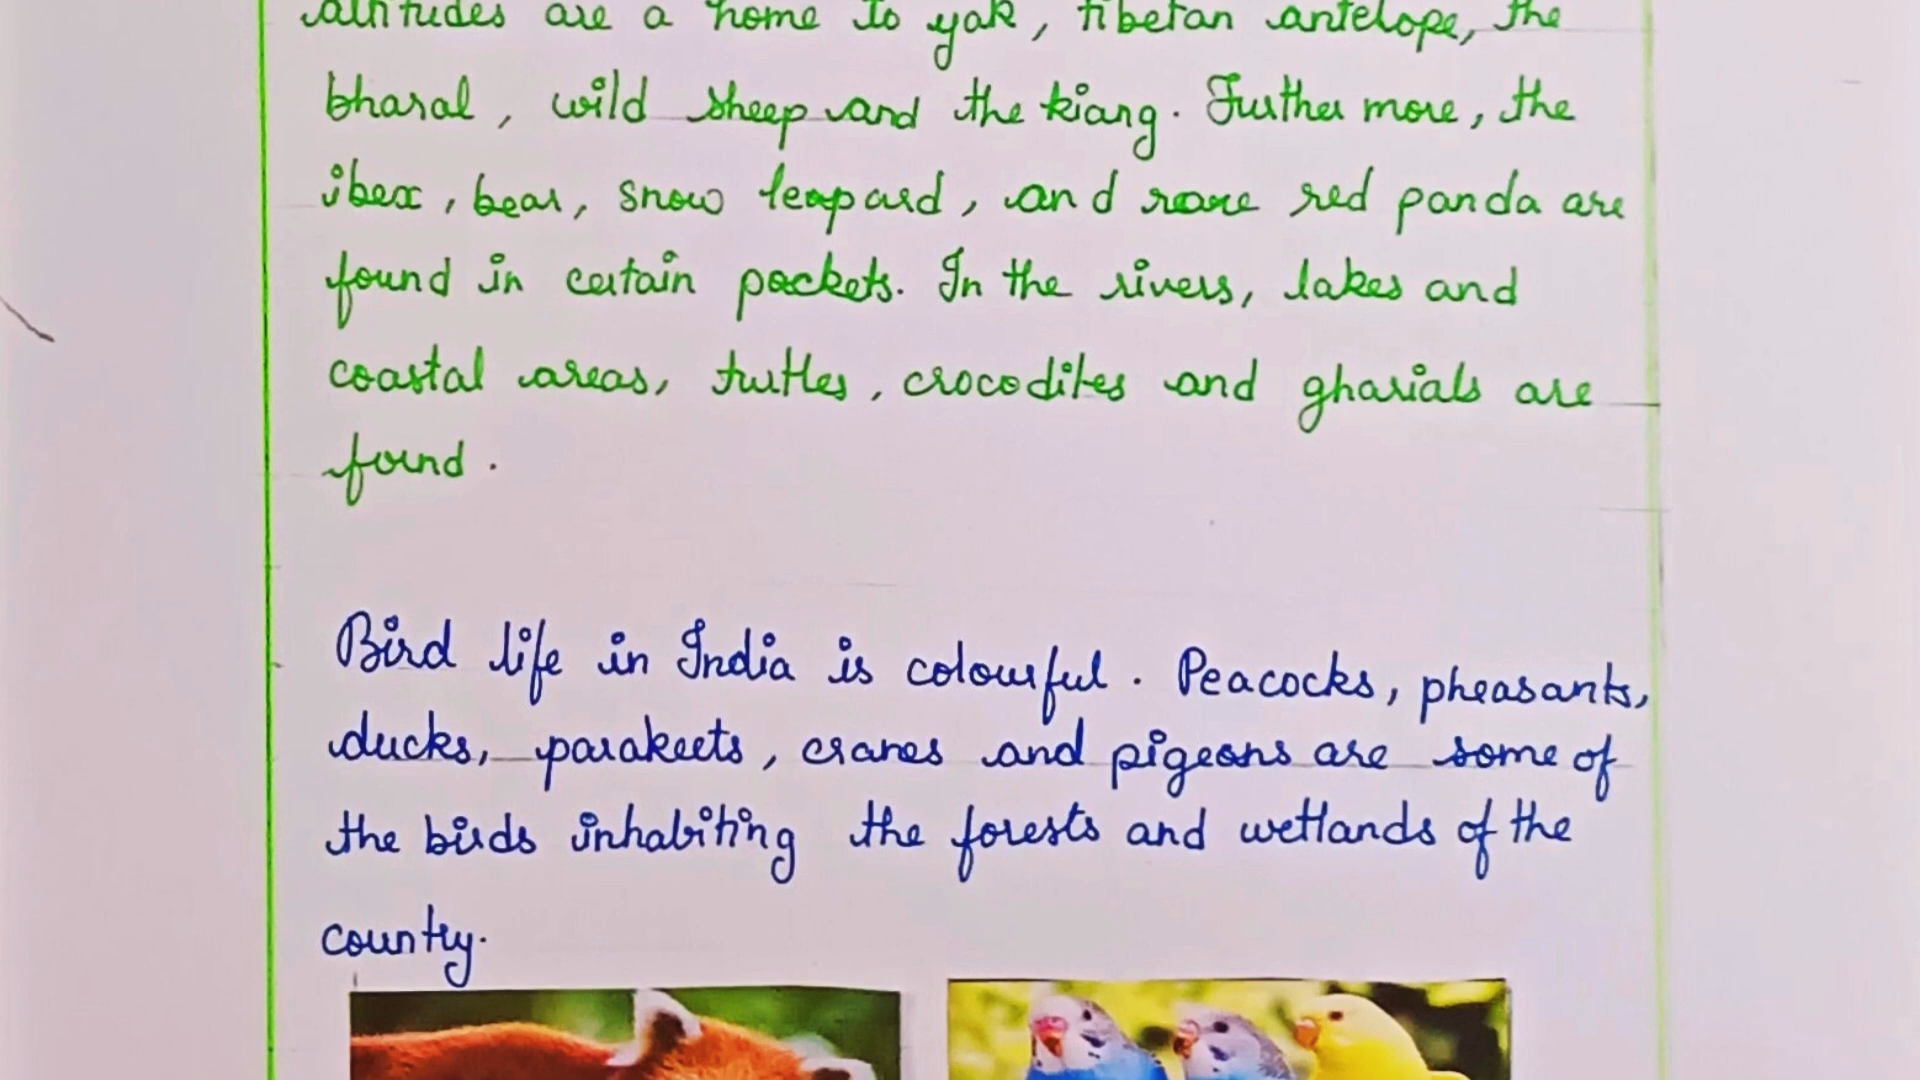 altitudes are a home to yak, tibetan antelope, the
bharal, wild sheep and the kiang. Further more, the
ibex, bear, snow leapard, and rare red panda are
found in certain pockets. In the rivers, lakes and
coastal areas, turtles, crocodiles and gharials are
found.
Bird life in India is colourful. Peacocks, pheasants,
ducks, parakeets, cranes and pigeons are some of
the birds inhabiting the forests and wetlands of the
country.